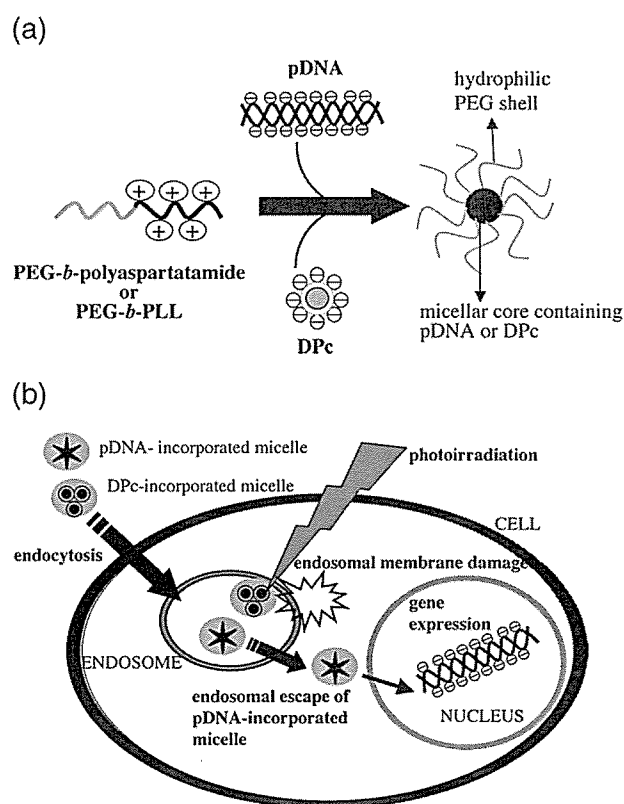 (a)
pDNA
hydrophilic
PEG shell
PEG-b-polyaspartatamide
or
PEG-b-PLL
DPc
micellar core containing
pDNA or DPc
(b)
pDNA- incorporated micelle
DPc-incorporated micelle
photoirradiation
CELL
endocytosis
endosomal membrane damage
gene
expression
ENDOSOME
endosomal escape of
pDNA-incorporated
micelle
NUCLEUS